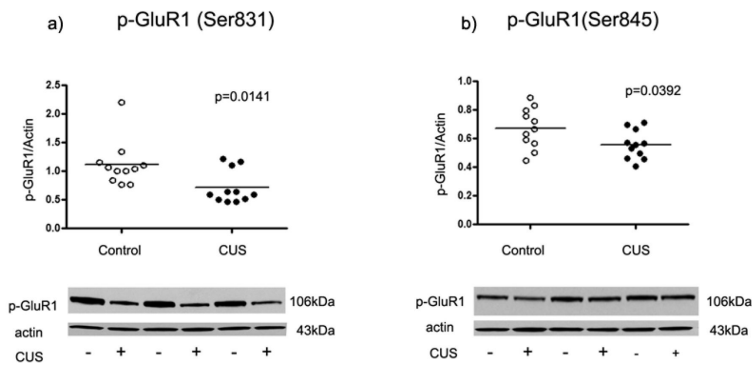 a) p-GluR1 (Ser831)
2.5
2.0
1.5
1.0
0.5
0.0
p-GluR1/Actin
p=0.0141
Control CUS
p-GluR1 106kDa
actin 43kDa
CUS - + - + - +
b) p-GluR1(Ser845)
1.0
0.8
0.6
0.4
0.2
0.0
p-GluR1/Actin
p=0.0392
Control CUS
p-GluR1 106kDa
actin 43kDa
CUS - + - + - +